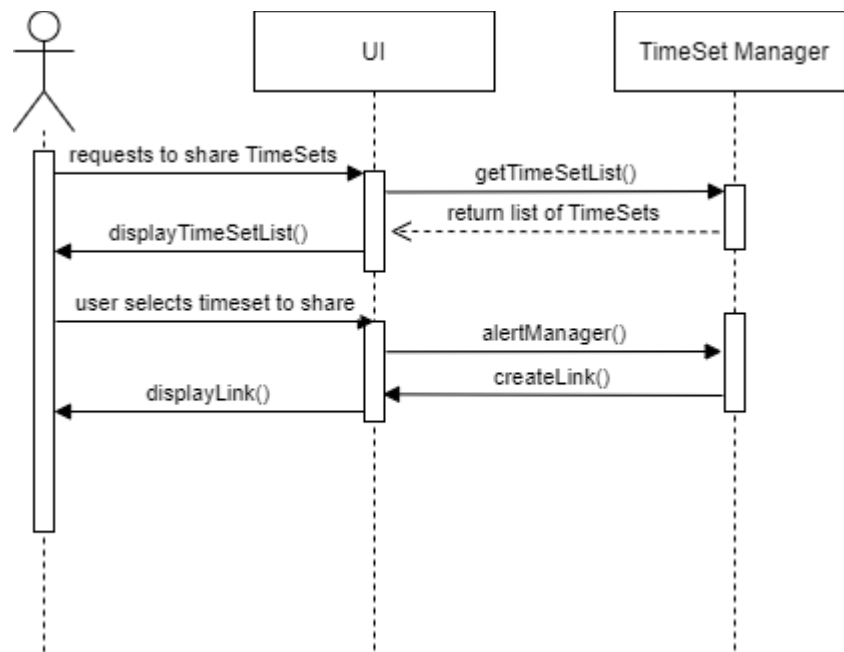 UI
TimeSet Manager
requests to share TimeSets
getTimeSetList()
return list of TimeSets
displayTimeSetList()
user selects timeset to share
alertManager()
createLink()
displayLink()